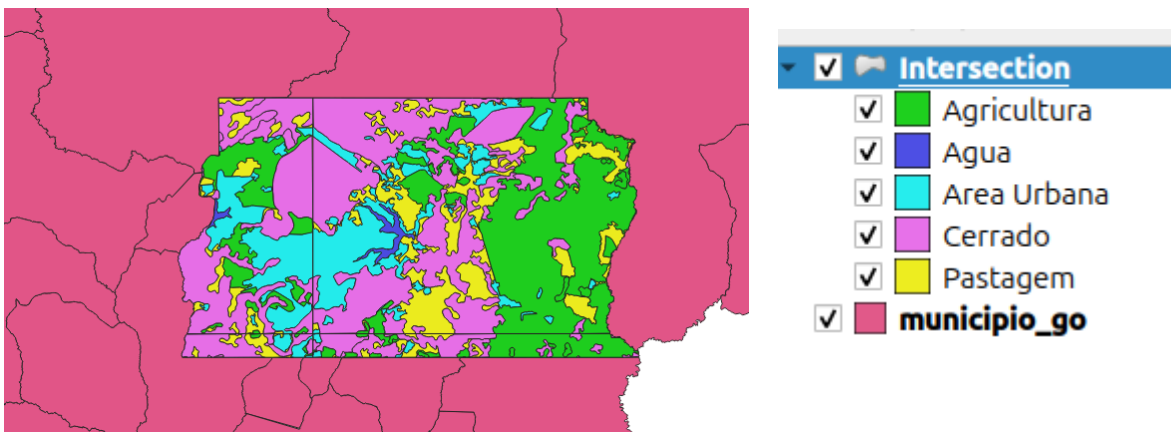 Intersection
Agricultura
Agua
Area Urbana
Cerrado
Pastagem
municipio_go